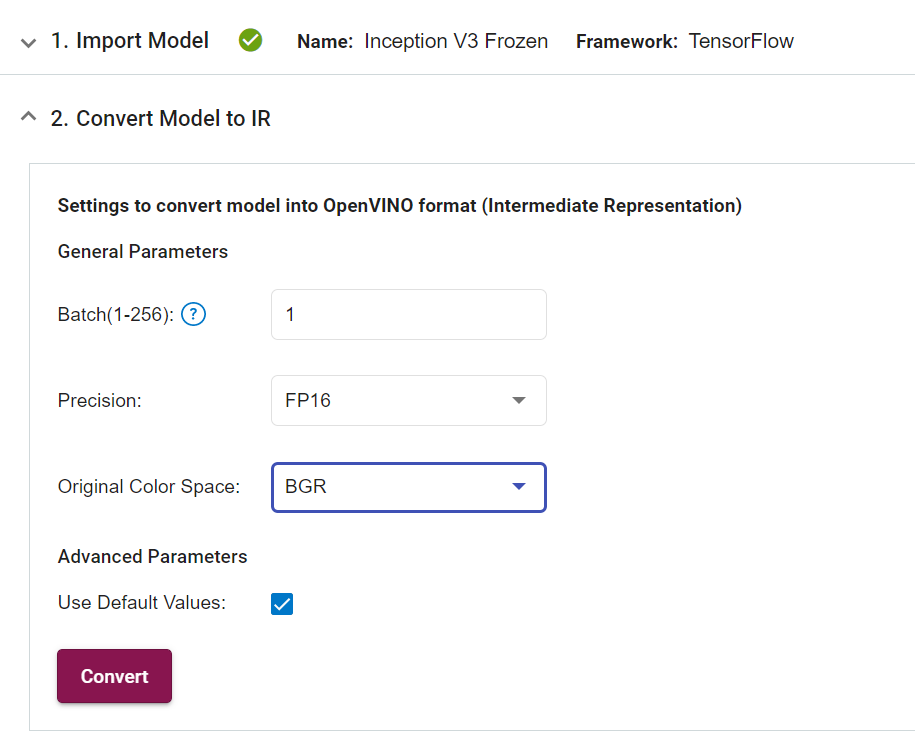 1. Import Model Name: Inception V3 Frozen Framework: TensorFlow
2. Convert Model to IR
Settings to convert model into OpenVINO format (Intermediate Representation)
General Parameters
Batch(1-256): ? 1
Precision: FP16
Original Color Space: BGR
Advanced Parameters
Use Default Values:
Convert